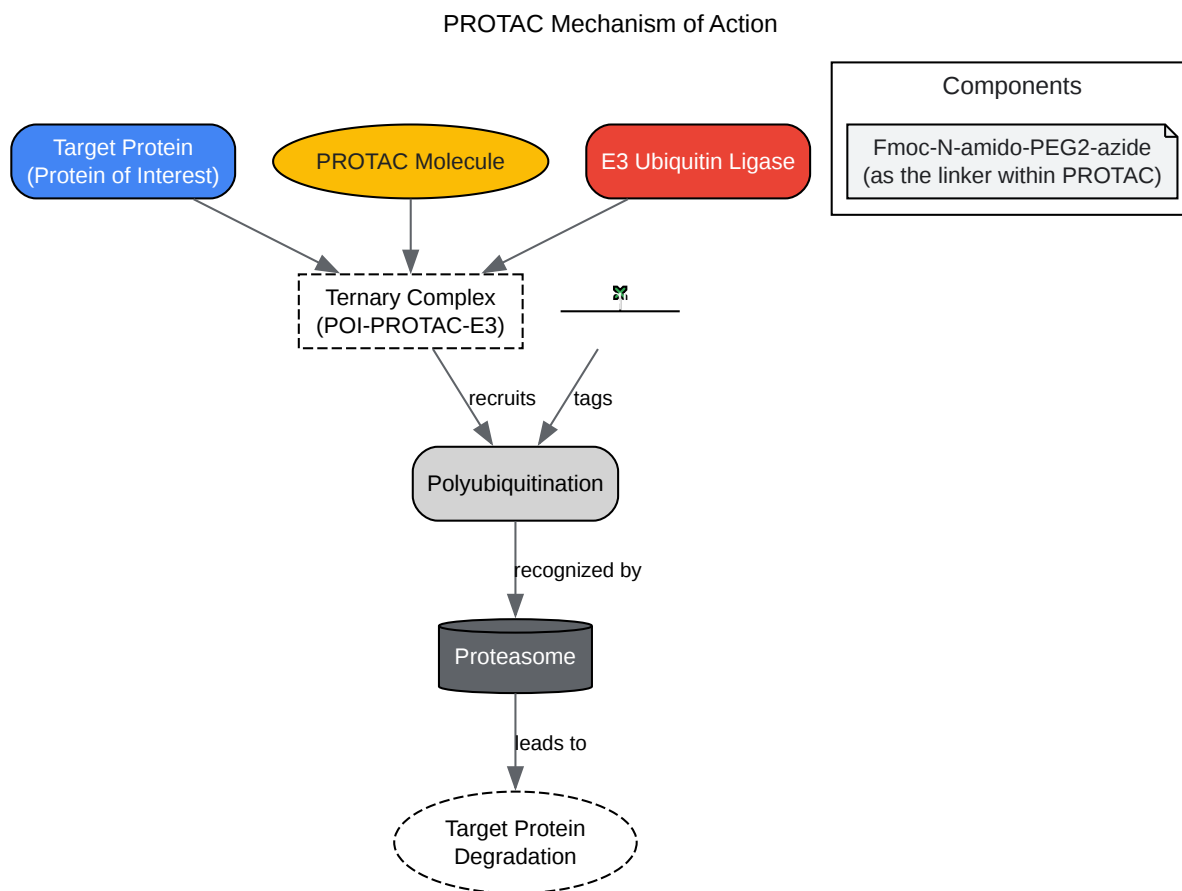 PROTAC Mechanism of Action
Components
Target Protein
(Protein of Interest)
PROTAC Molecule
E3 Ubiquitin Ligase
Fmoc-N-amido-PEG2-azide
(as the linker within PROTAC)
Ternary Complex
(POI-PROTAC-E3)
recruits
tags
Polyubiquitination
recognized by
Proteasome
leads to
Target Protein
Degradation